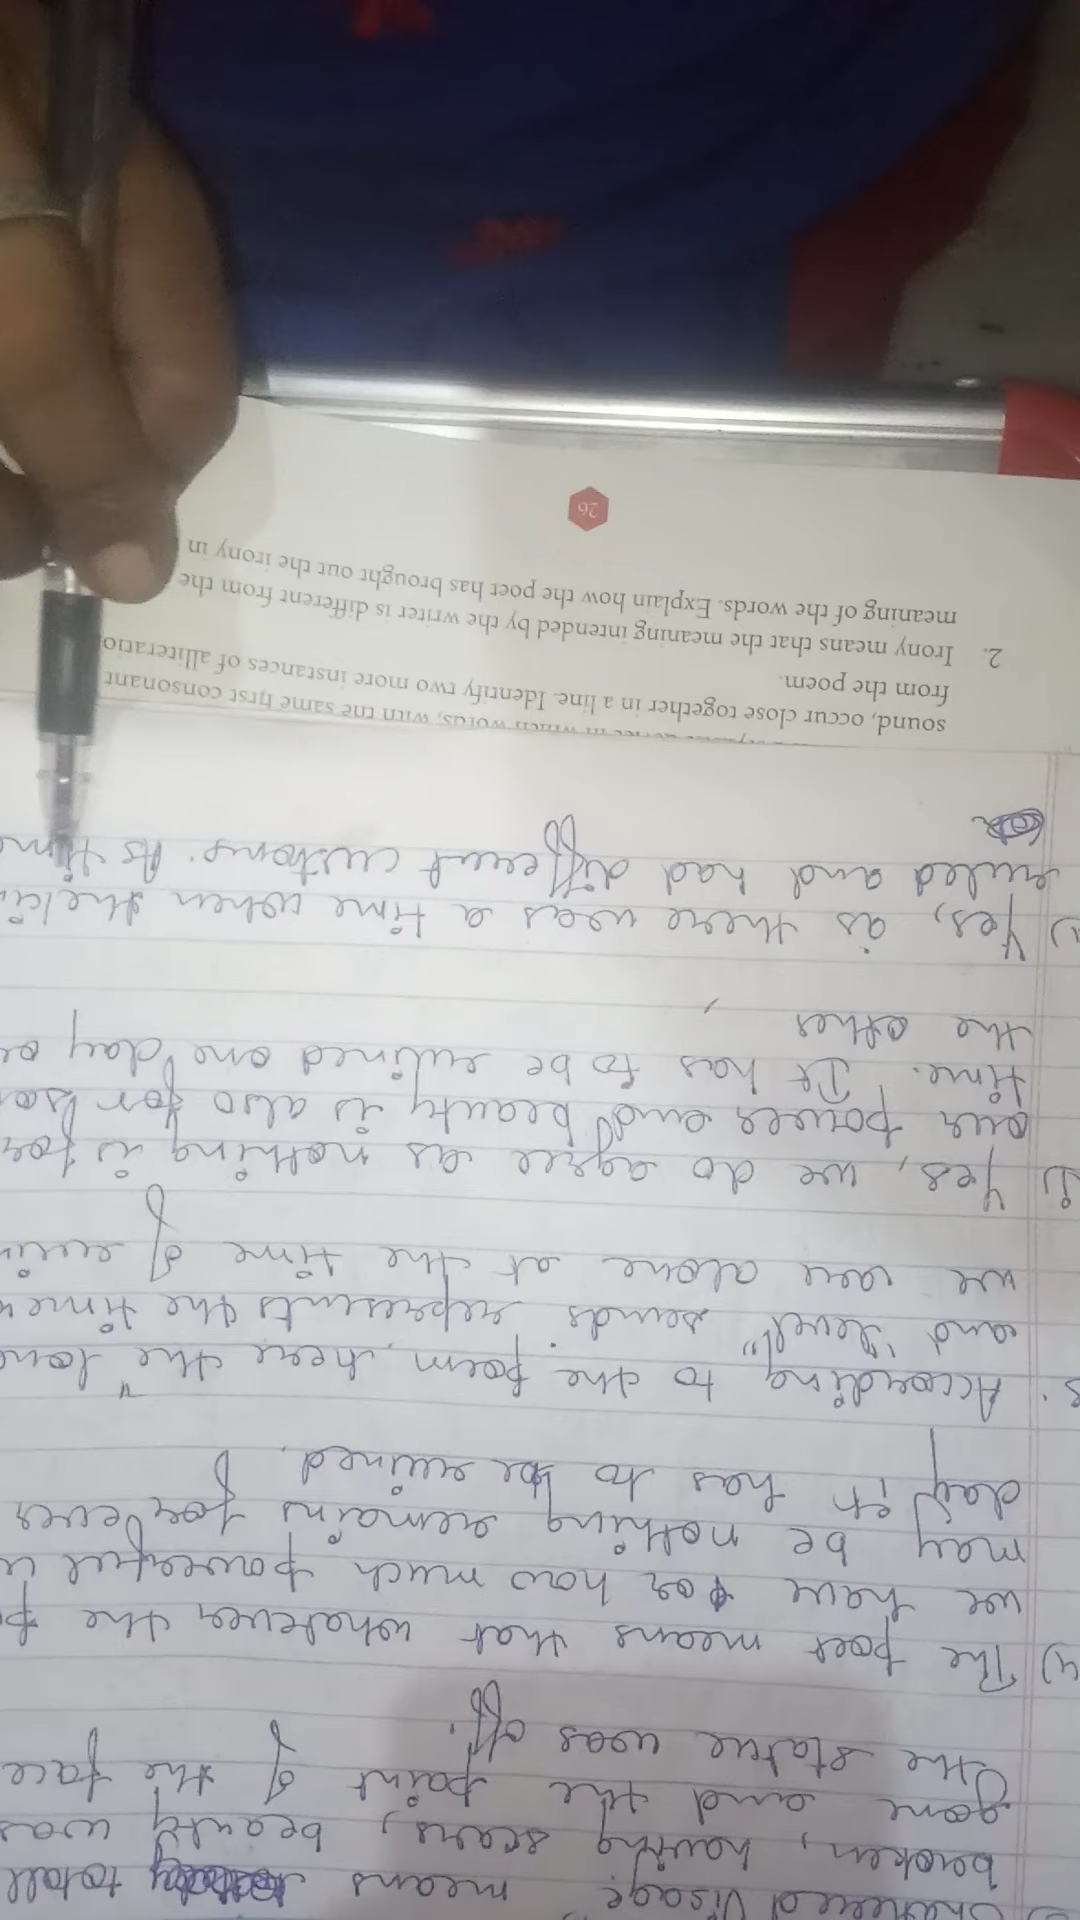 Shattered Visage" means totall
broken, having scars, beauty was
gone and the paint of the face
the statue was off.
4) The poet means that whatever the
we have or how much powerful
may be nothing remains for ever
day it has to be ruined.
5. According to the poem, here the "lone
and "level" sands represents the time
we are alone at the time of
Yes, we do agree as nothing is for
our power and beauty is also for
time. It has to be ruined one day or
the other
Yes, as there was a time when the
ruled and had different customs. As time
sound, occur close together in a line. Identify two more instances of alliteratio
from the poem.
2. Irony means that the meaning intended by the writer is different from the
meaning of the words. Explain how the poet has brought out the irony in
26